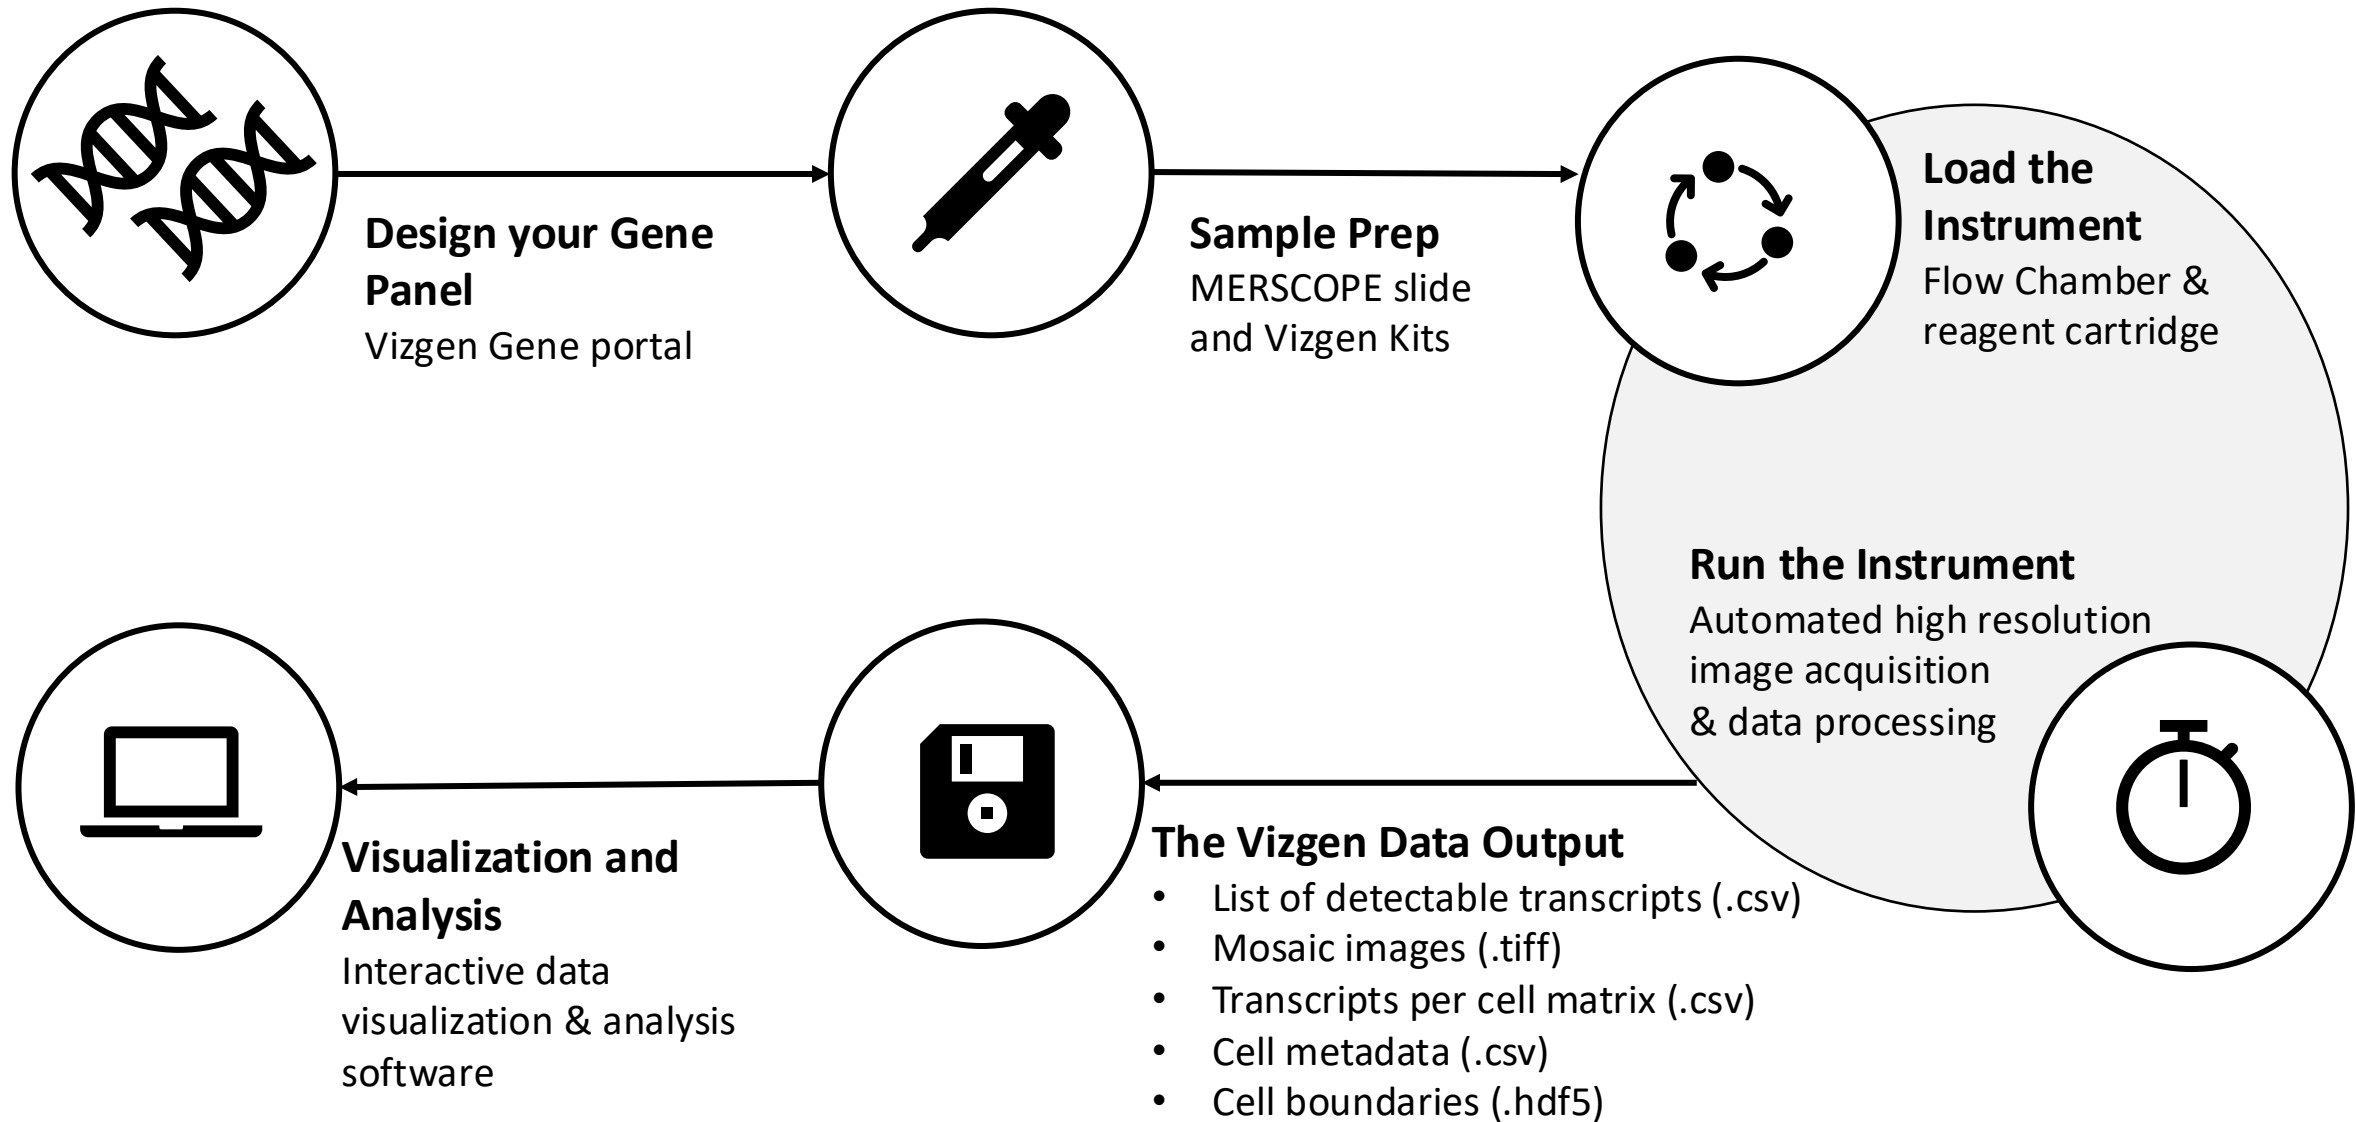 Design your Gene
Panel
Vizgen Gene portal
Sample Prep
MERSCOPE slide
and Vizgen Kits
Load the
Instrument
Flow Chamber &
reagent cartridge
Run the Instrument
Automated high resolution
image acquisition
& data processing
The Vizgen Data Output
• List of detectable transcripts (.csv)
• Mosaic images (.tiff)
• Transcripts per cell matrix (.csv)
• Cell metadata (.csv)
• Cell boundaries (.hdf5)
Visualization and
Analysis
Interactive data
visualization & analysis
software